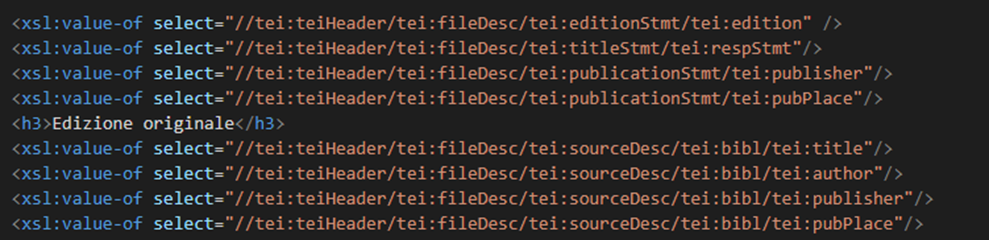 <xsl:value-of select="//tei:teiHeader/tei:fileDesc/tei:editionStmt/tei:edition" />
<xsl:value-of select="//tei:teiHeader/tei:fileDesc/tei:titleStmt/tei:respStmt"/>
<xsl:value-of select="//tei:teiHeader/tei:fileDesc/tei:publicationStmt/tei:publisher"/>
<xsl:value-of select="//tei:teiHeader/tei:fileDesc/tei:publicationStmt/tei:pubPlace"/>
<h3>Edizione originale</h3>
<xsl:value-of select="//tei:teiHeader/tei:fileDesc/tei:sourceDesc/tei:bibl/tei:title"/>
<xsl:value-of select="//tei:teiHeader/tei:fileDesc/tei:sourceDesc/tei:bibl/tei:author"/>
<xsl:value-of select="//tei:teiHeader/tei:fileDesc/tei:sourceDesc/tei:bibl/tei:publisher"/>
<xsl:value-of select="//tei:teiHeader/tei:fileDesc/tei:sourceDesc/tei:bibl/tei:pubPlace"/>